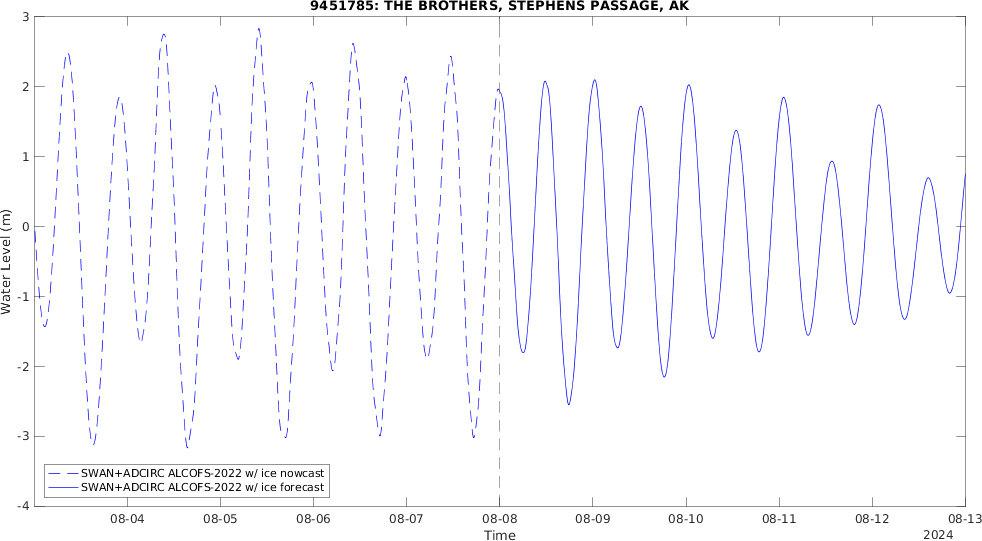 9451785: THE BROTHERS, STEPHENS PASSAGE, AK
3
2
1
0
-1
-2
-3
-4
Water Level (m)
SWAN+ADCIRC ALCOFS-2022 w/ ice nowcast
SWAN+ADCIRC ALCOFS-2022 w/ ice forecast
08-04 08-05 08-06 08-07 08-08 08-09 08-10 08-11 08-12 08-13
Time
2024